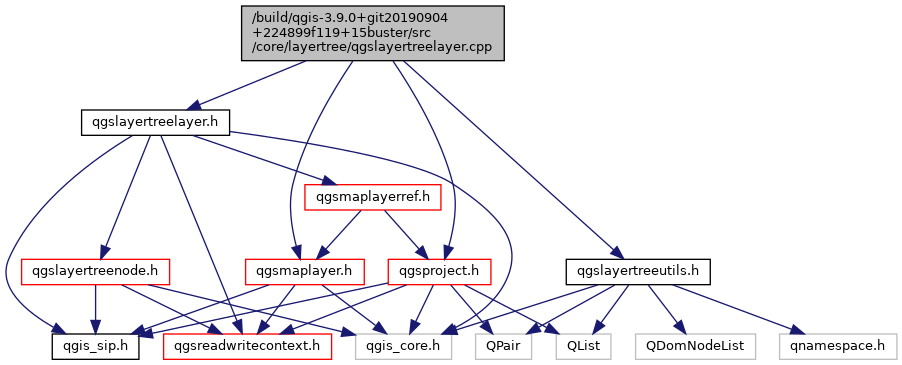 /build/qgis-3.9.0+git20190904
+224899f119+15buster/src
/core/layertree/qgslayertreelayer.cpp
qgslayertreelayer.h
qgsmaplayerref.h
qgslayertreenode.h
qgsmaplayer.h
qgsproject.h
qgslayertreeutils.h
qgis_sip.h
qgsreadwritecontext.h
qgis_core.h
QPair
QList
QDomNodeList
qnamespace.h